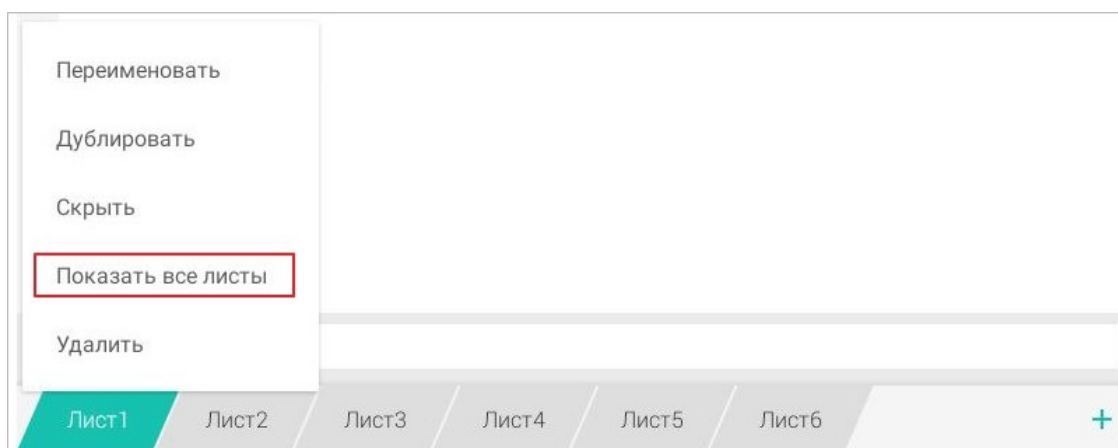 Переименовать
Дублировать
Скрыть
Показать все листы
Удалить
Лист1 Лист2 Лист3 Лист4 Лист5 Лист6 +